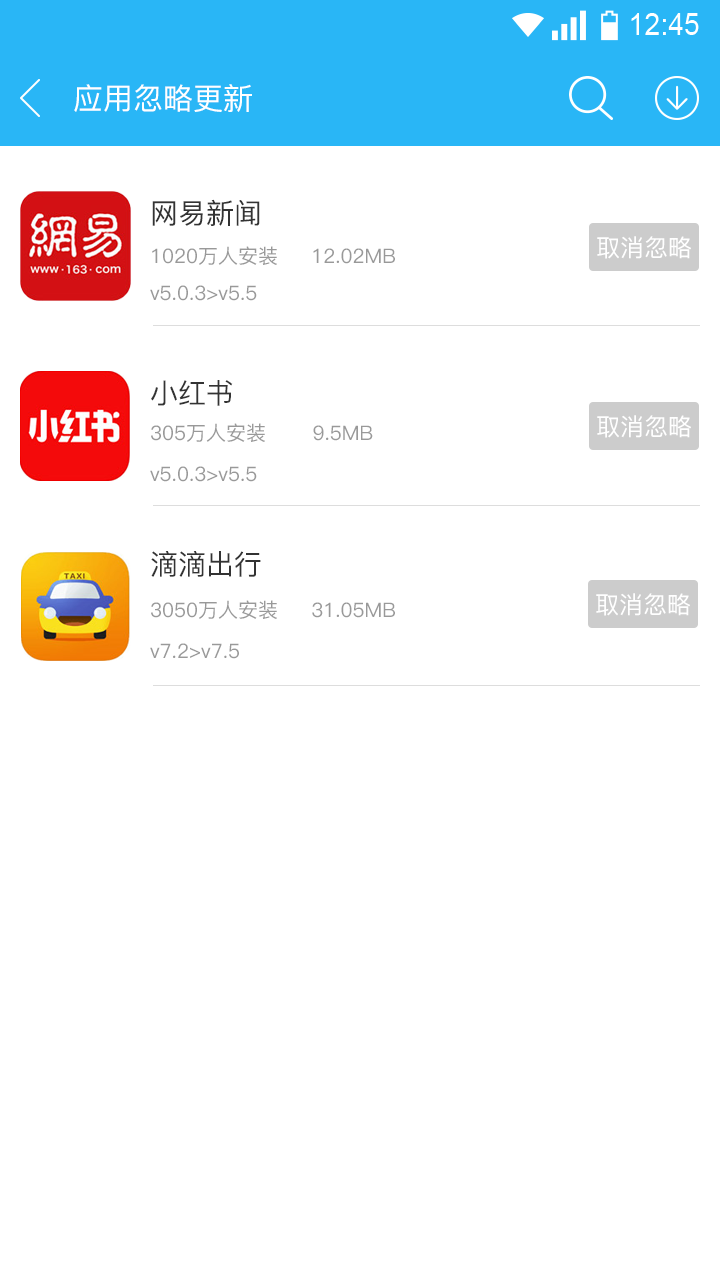 12:45
应用忽略更新
網易
www·163·com
网易新闻
1020万人安装 12.02MB
v5.0.3>v5.5
取消忽略
小红书
小红书
305万人安装 9.5MB
v5.0.3>v5.5
取消忽略
TAXI
滴滴出行
3050万人安装 31.05MB
v7.2>v7.5
取消忽略